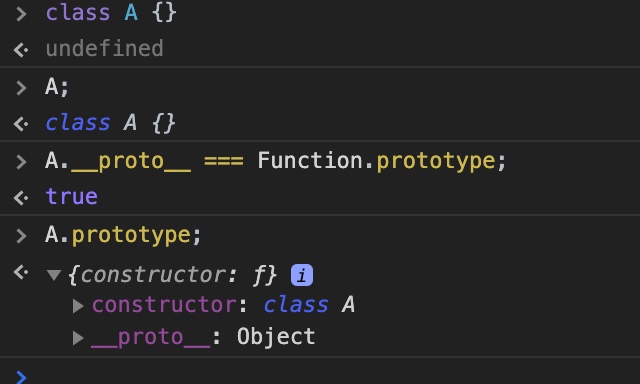 class A {}
undefined
A;
class A {}
A.__proto__ === Function.prototype;
true
A.prototype;
{constructor: ƒ} i
constructor: class A
__proto__: Object